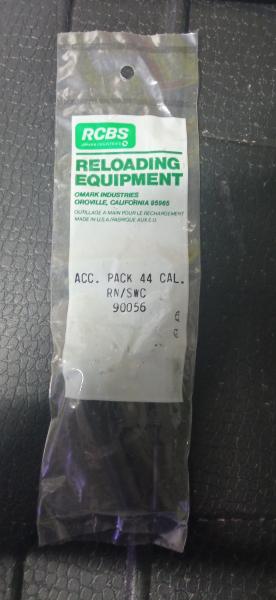 RCBS
RELOADING
EQUIPMENT
OMARK INDUSTRIES
OROVILLE, CALIFORNIA 95965
OUTILLAGE A MAIN POUR LE RECHARGEMENT
MADE IN U.S.A./FABRIQUE AUX E.U.
ACC. PACK 44 CAL.
RN/SWC
90056